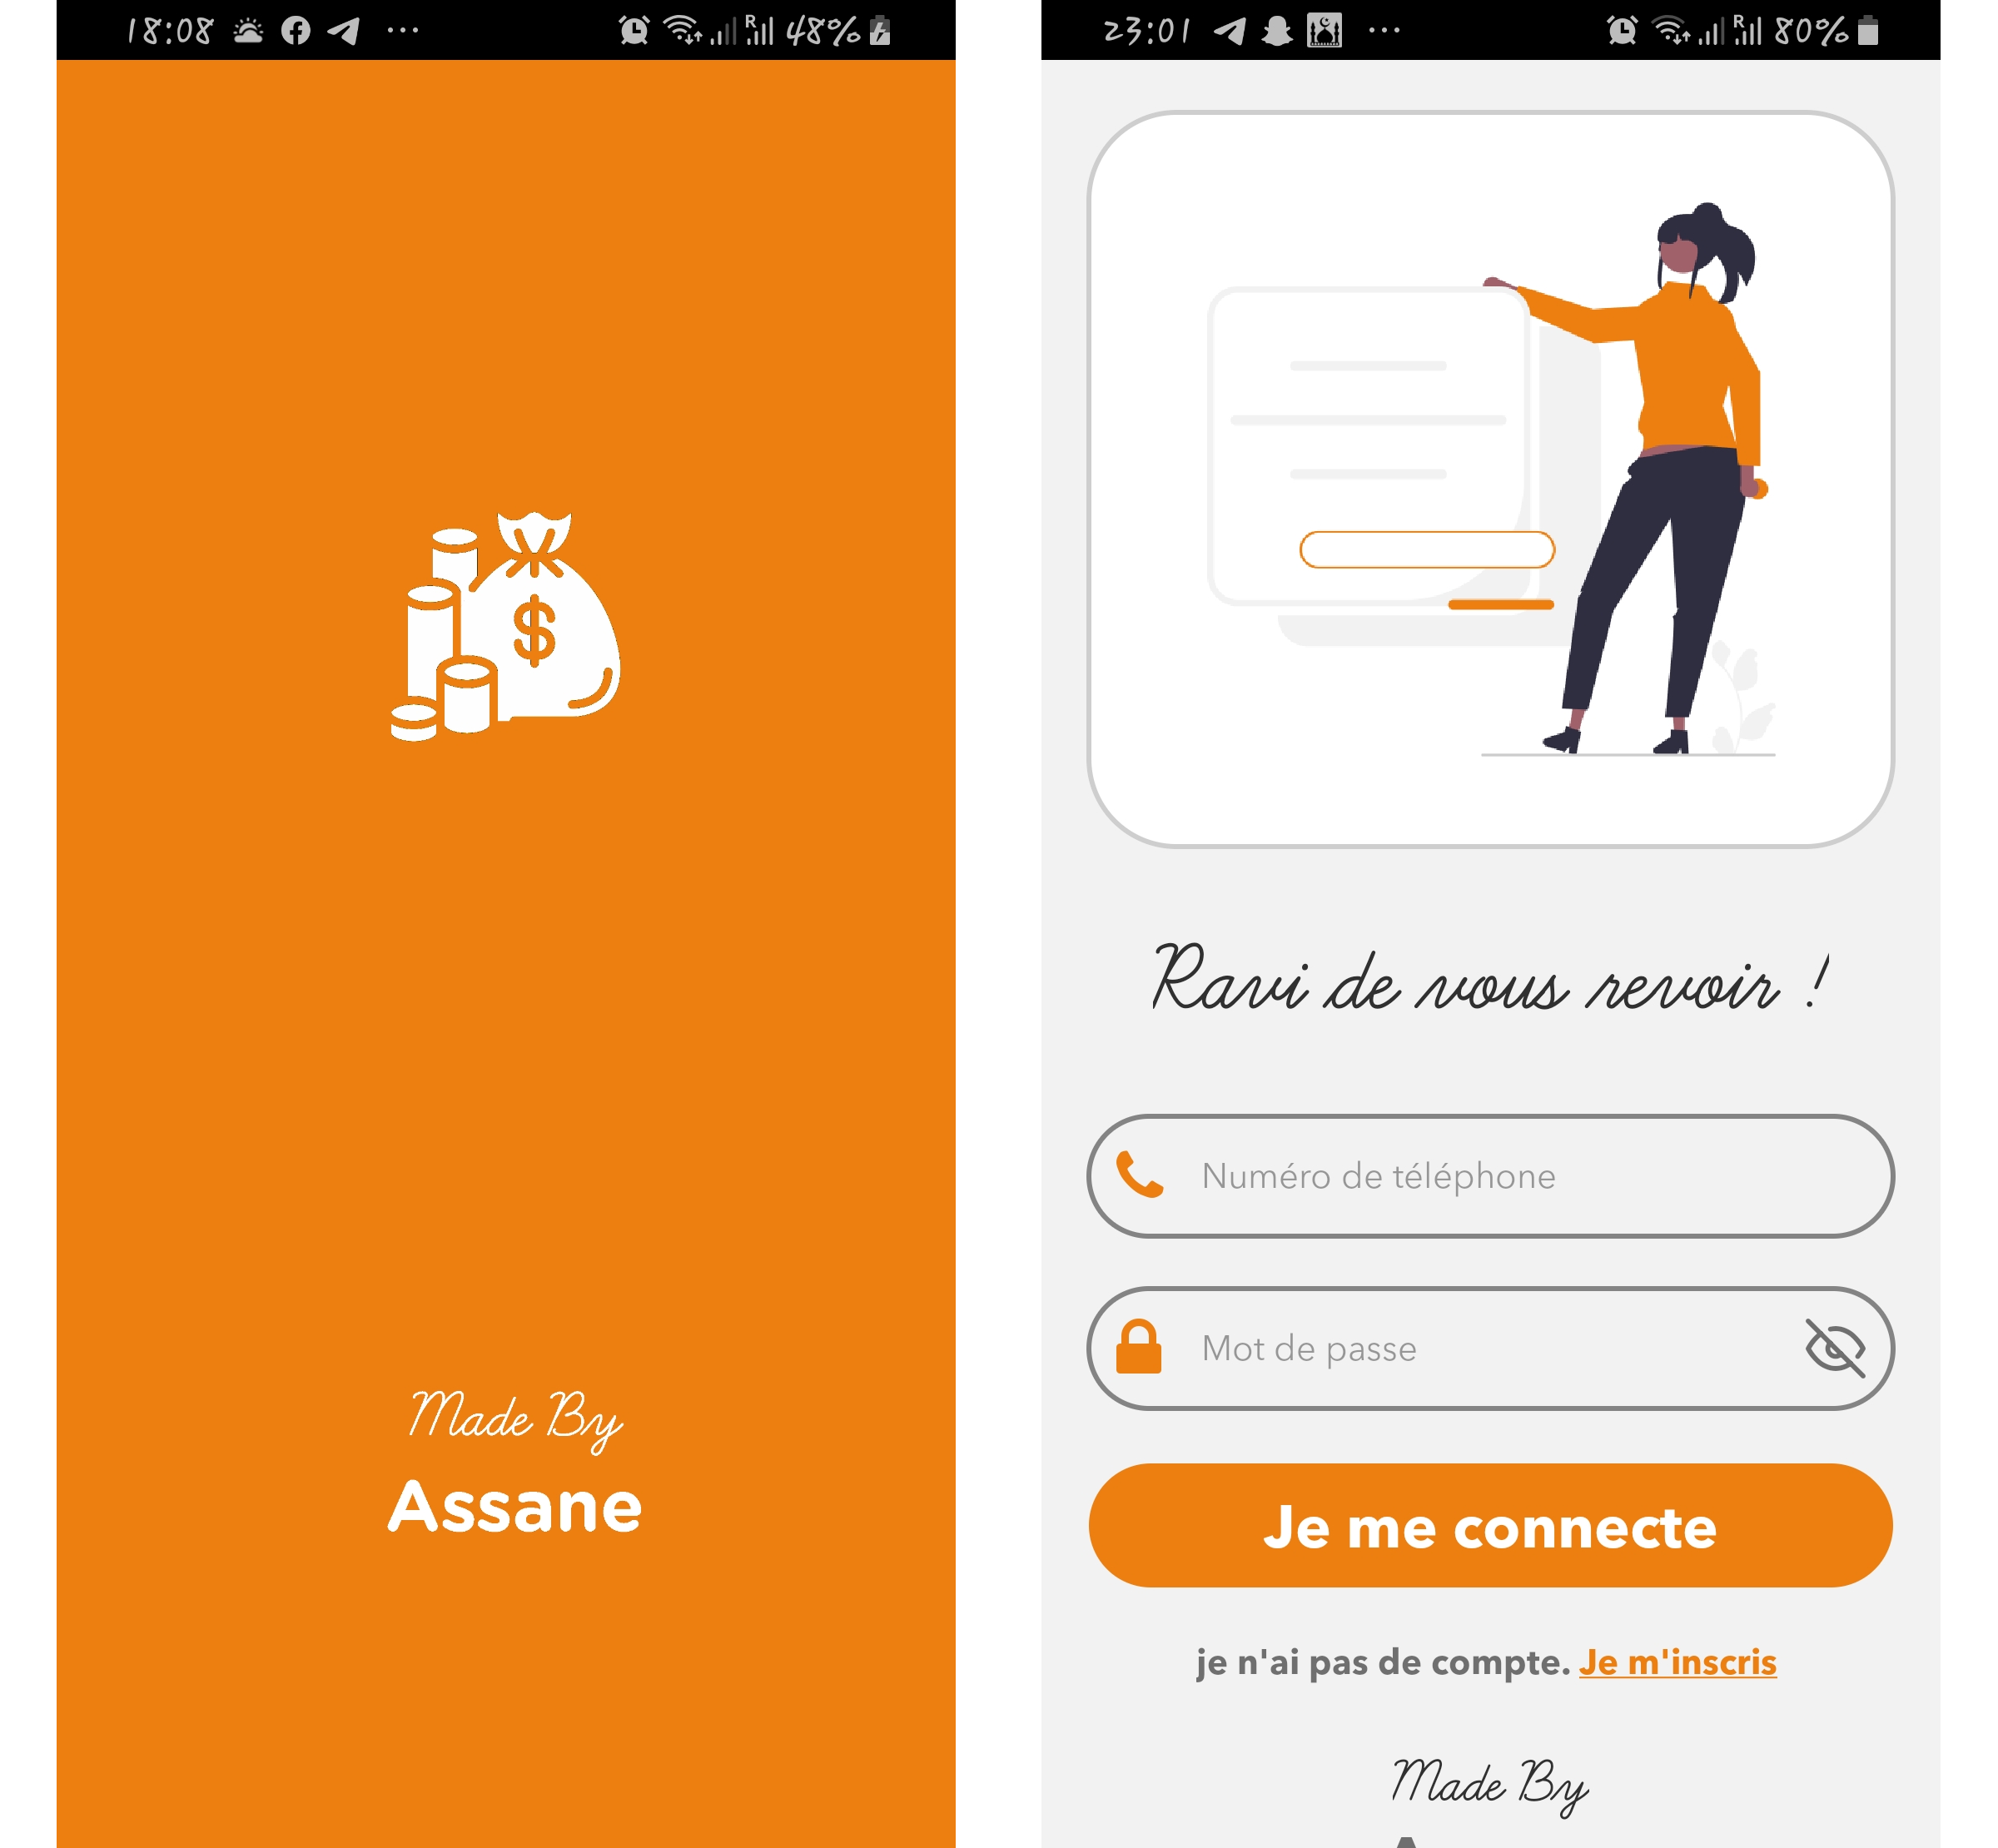 18:08
R
48%
$
Made By
Assane
23:01
R
80%
Ravi de vous revoir !
Numéro de téléphone
Mot de passe
Je me connecte
je n'ai pas de compte. Je m'inscris
Made By